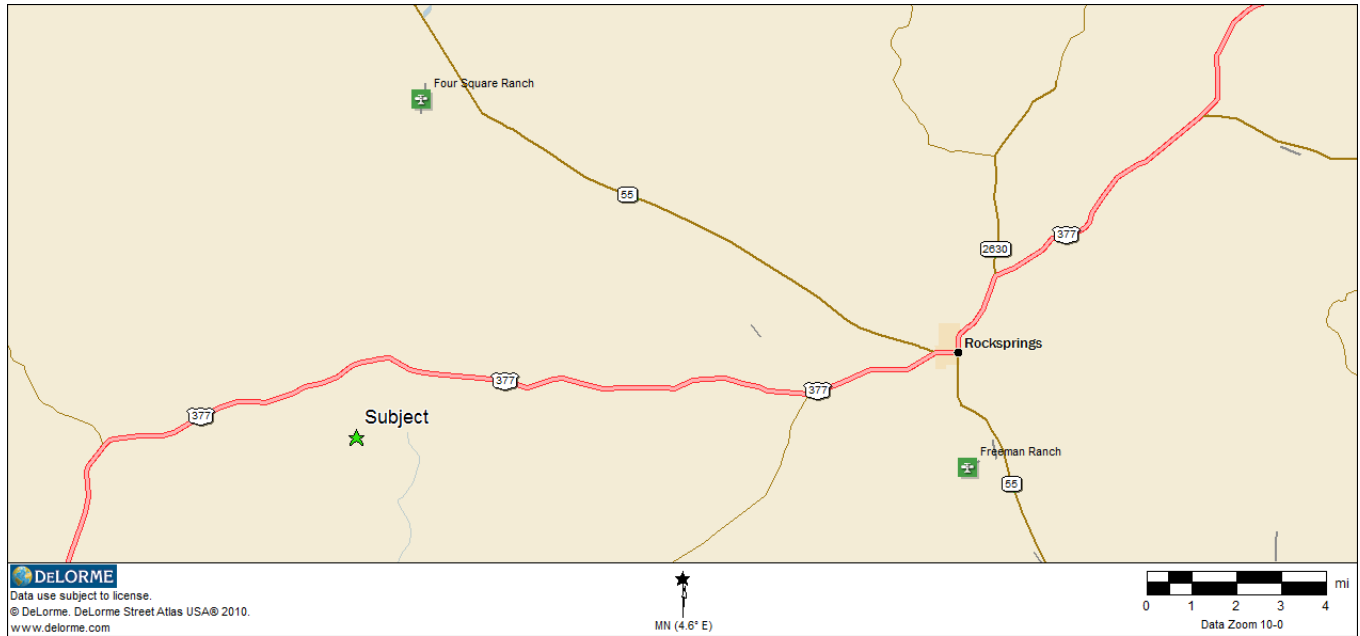 Four Square Ranch
55
2630
377
Rocksprings
377
377
377
Subject
Freeman Ranch
55
DELORME
Data use subject to license.
© DeLorme. DeLorme Street Atlas USA® 2010.
www.delorme.com
MN (4.6° E)
mi
0 1 2 3 4
Data Zoom 10-0